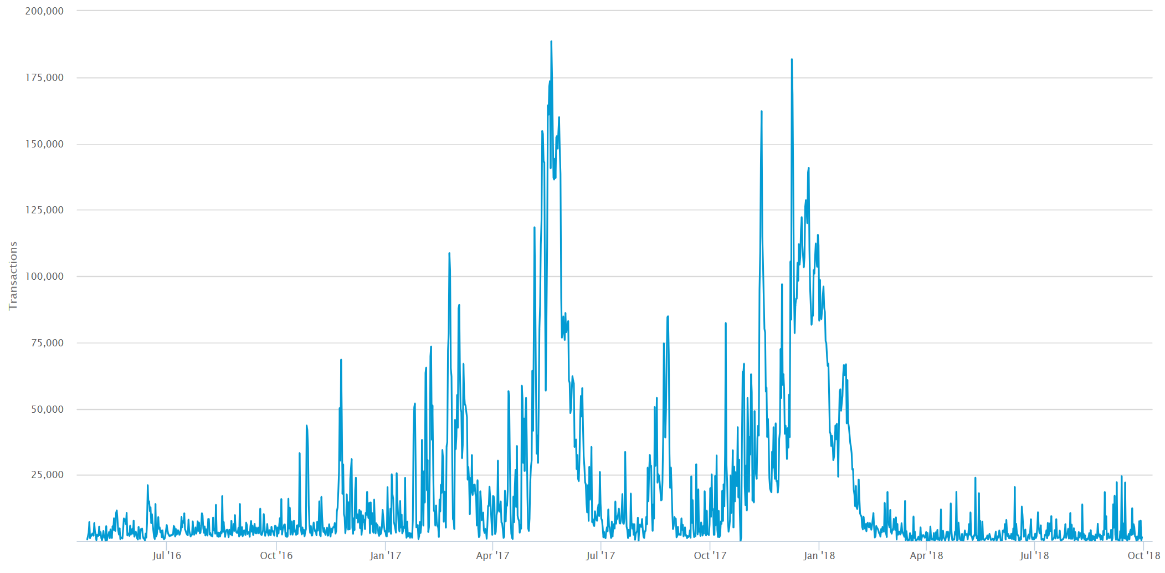 200,000
175,000
150,000
125,000
100,000
75,000
50,000
25,000
Transactions
Jul '16
Oct '16
Jan '17
Apr '17
Jul '17
Oct '17
Jan '18
Apr '18
Jul '18
Oct '18